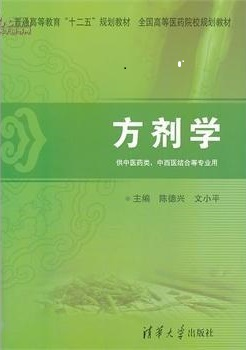 普通高等教育“十二五”规划教材 全国高等医药院校规划教材
方剂学
供中医药类、中西医结合等专业用
主编 陈德兴 文小平
清华大学出版社